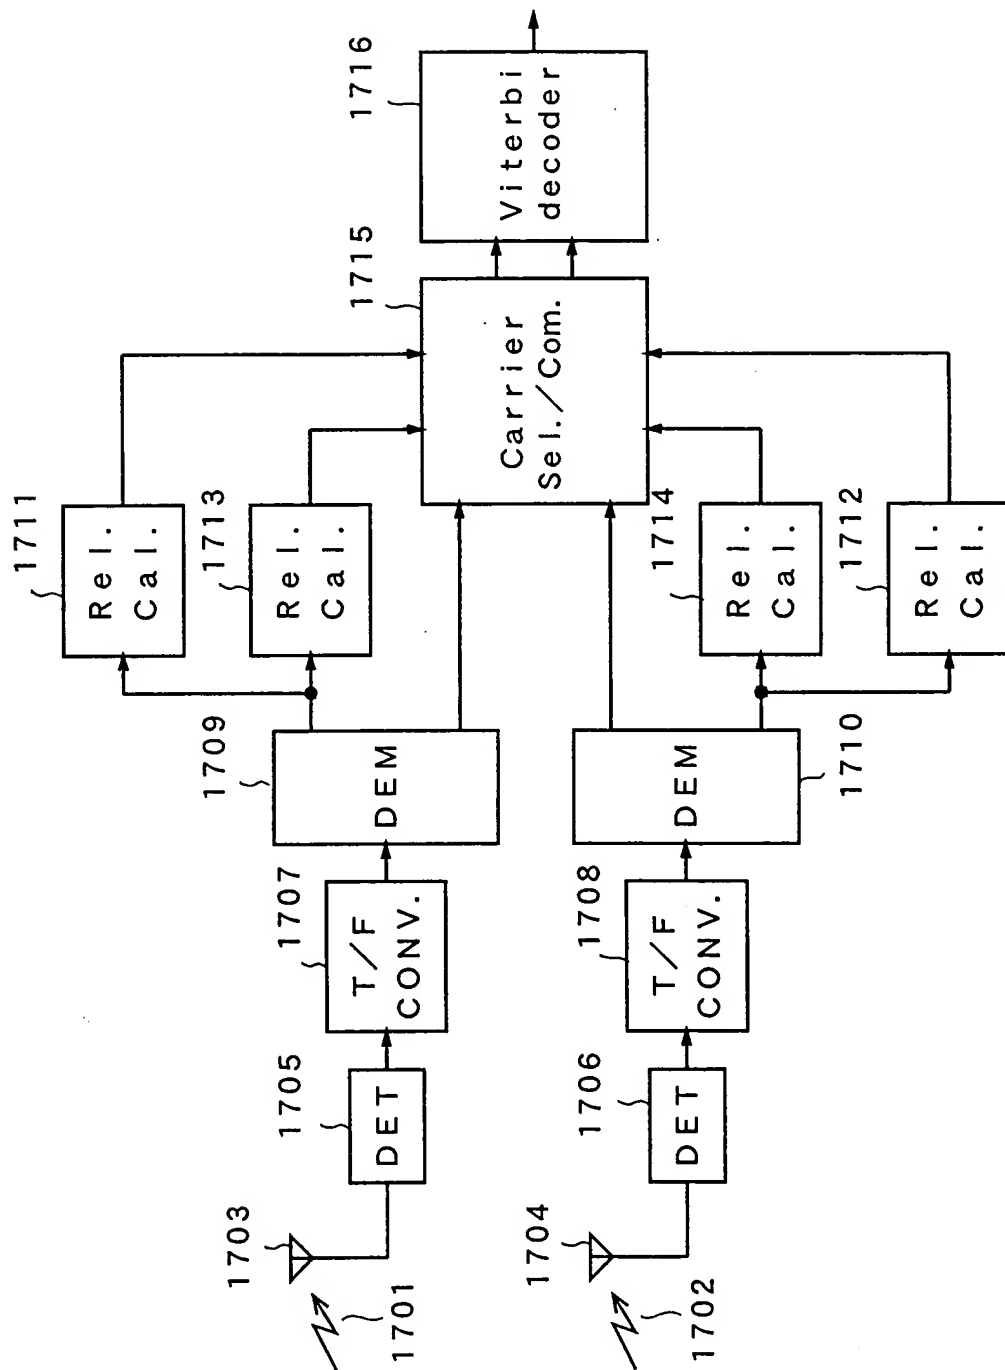 1701
1703
DET
1705
T/F
CONV.
1707
DEM
1709
Rel.
Cal.
1711
Rel.
Cal.
1713
1702
1704
DET
1706
T/F
CONV.
1708
DEM
1710
Rel.
Cal.
1714
Rel.
Cal.
1712
Carrier
Sel./Com.
1715
Viterbi
decoder
1716